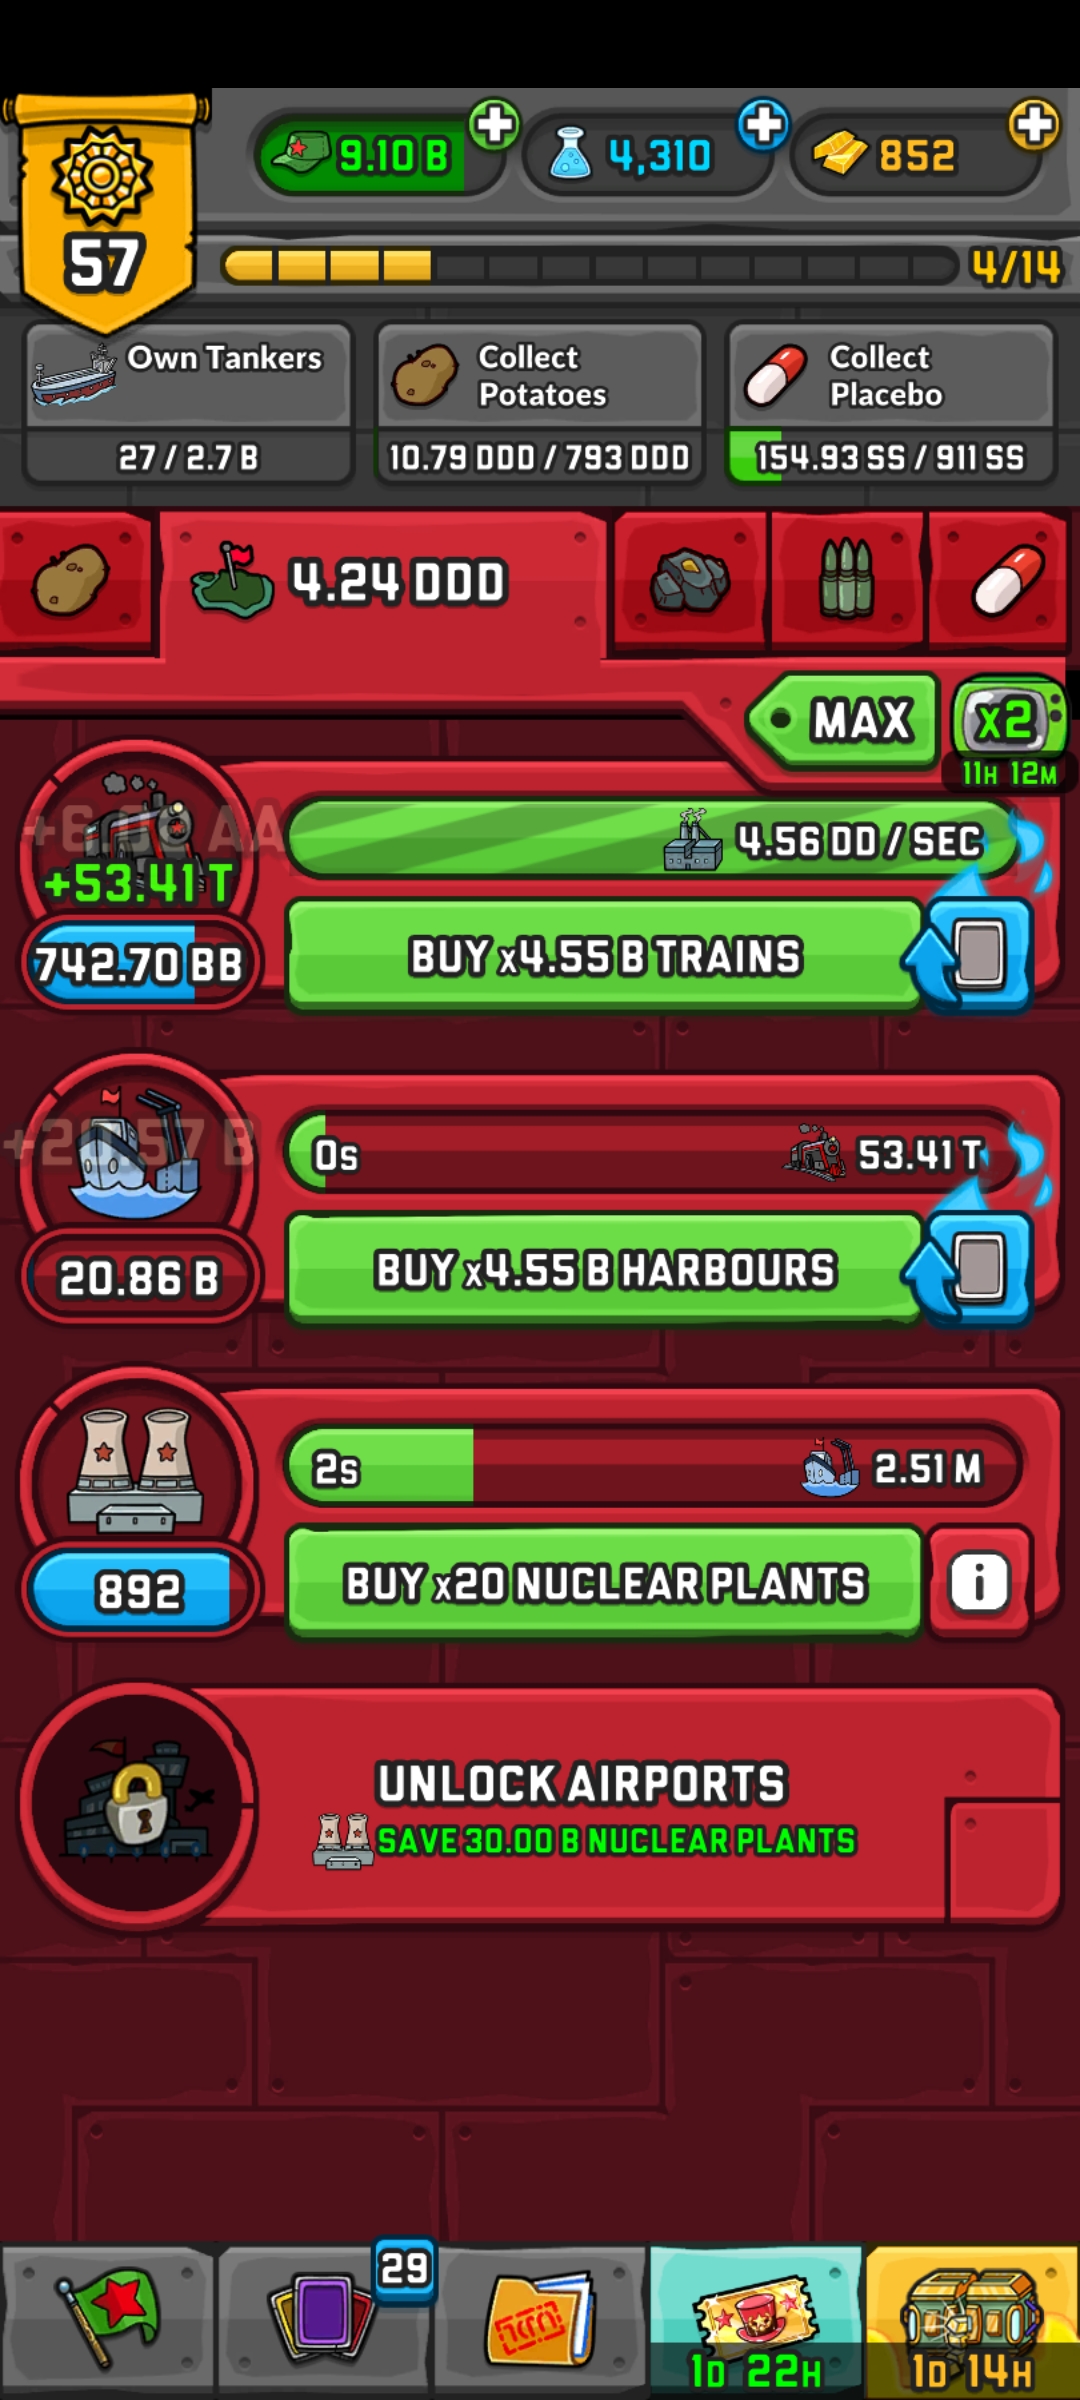 57
9.10 B
4,310
852
4/14
Own Tankers
27 / 2.7 B
Collect
Potatoes
10.79 DDD / 793 DDD
Collect
Placebo
154.93 SS / 911 SS
4.24 DDD
MAX
x2
11H 12M
+53.41 T
742.70 BB
4.56 DD / SEC
BUY x4.55 B TRAINS
20.86 B
0s
53.41 T
BUY x4.55 B HARBOURS
892
2s
2.51 M
BUY x20 NUCLEAR PLANTS
i
UNLOCK AIRPORTS
SAVE 30.00 B NUCLEAR PLANTS
29
1D 22H
1D 14H